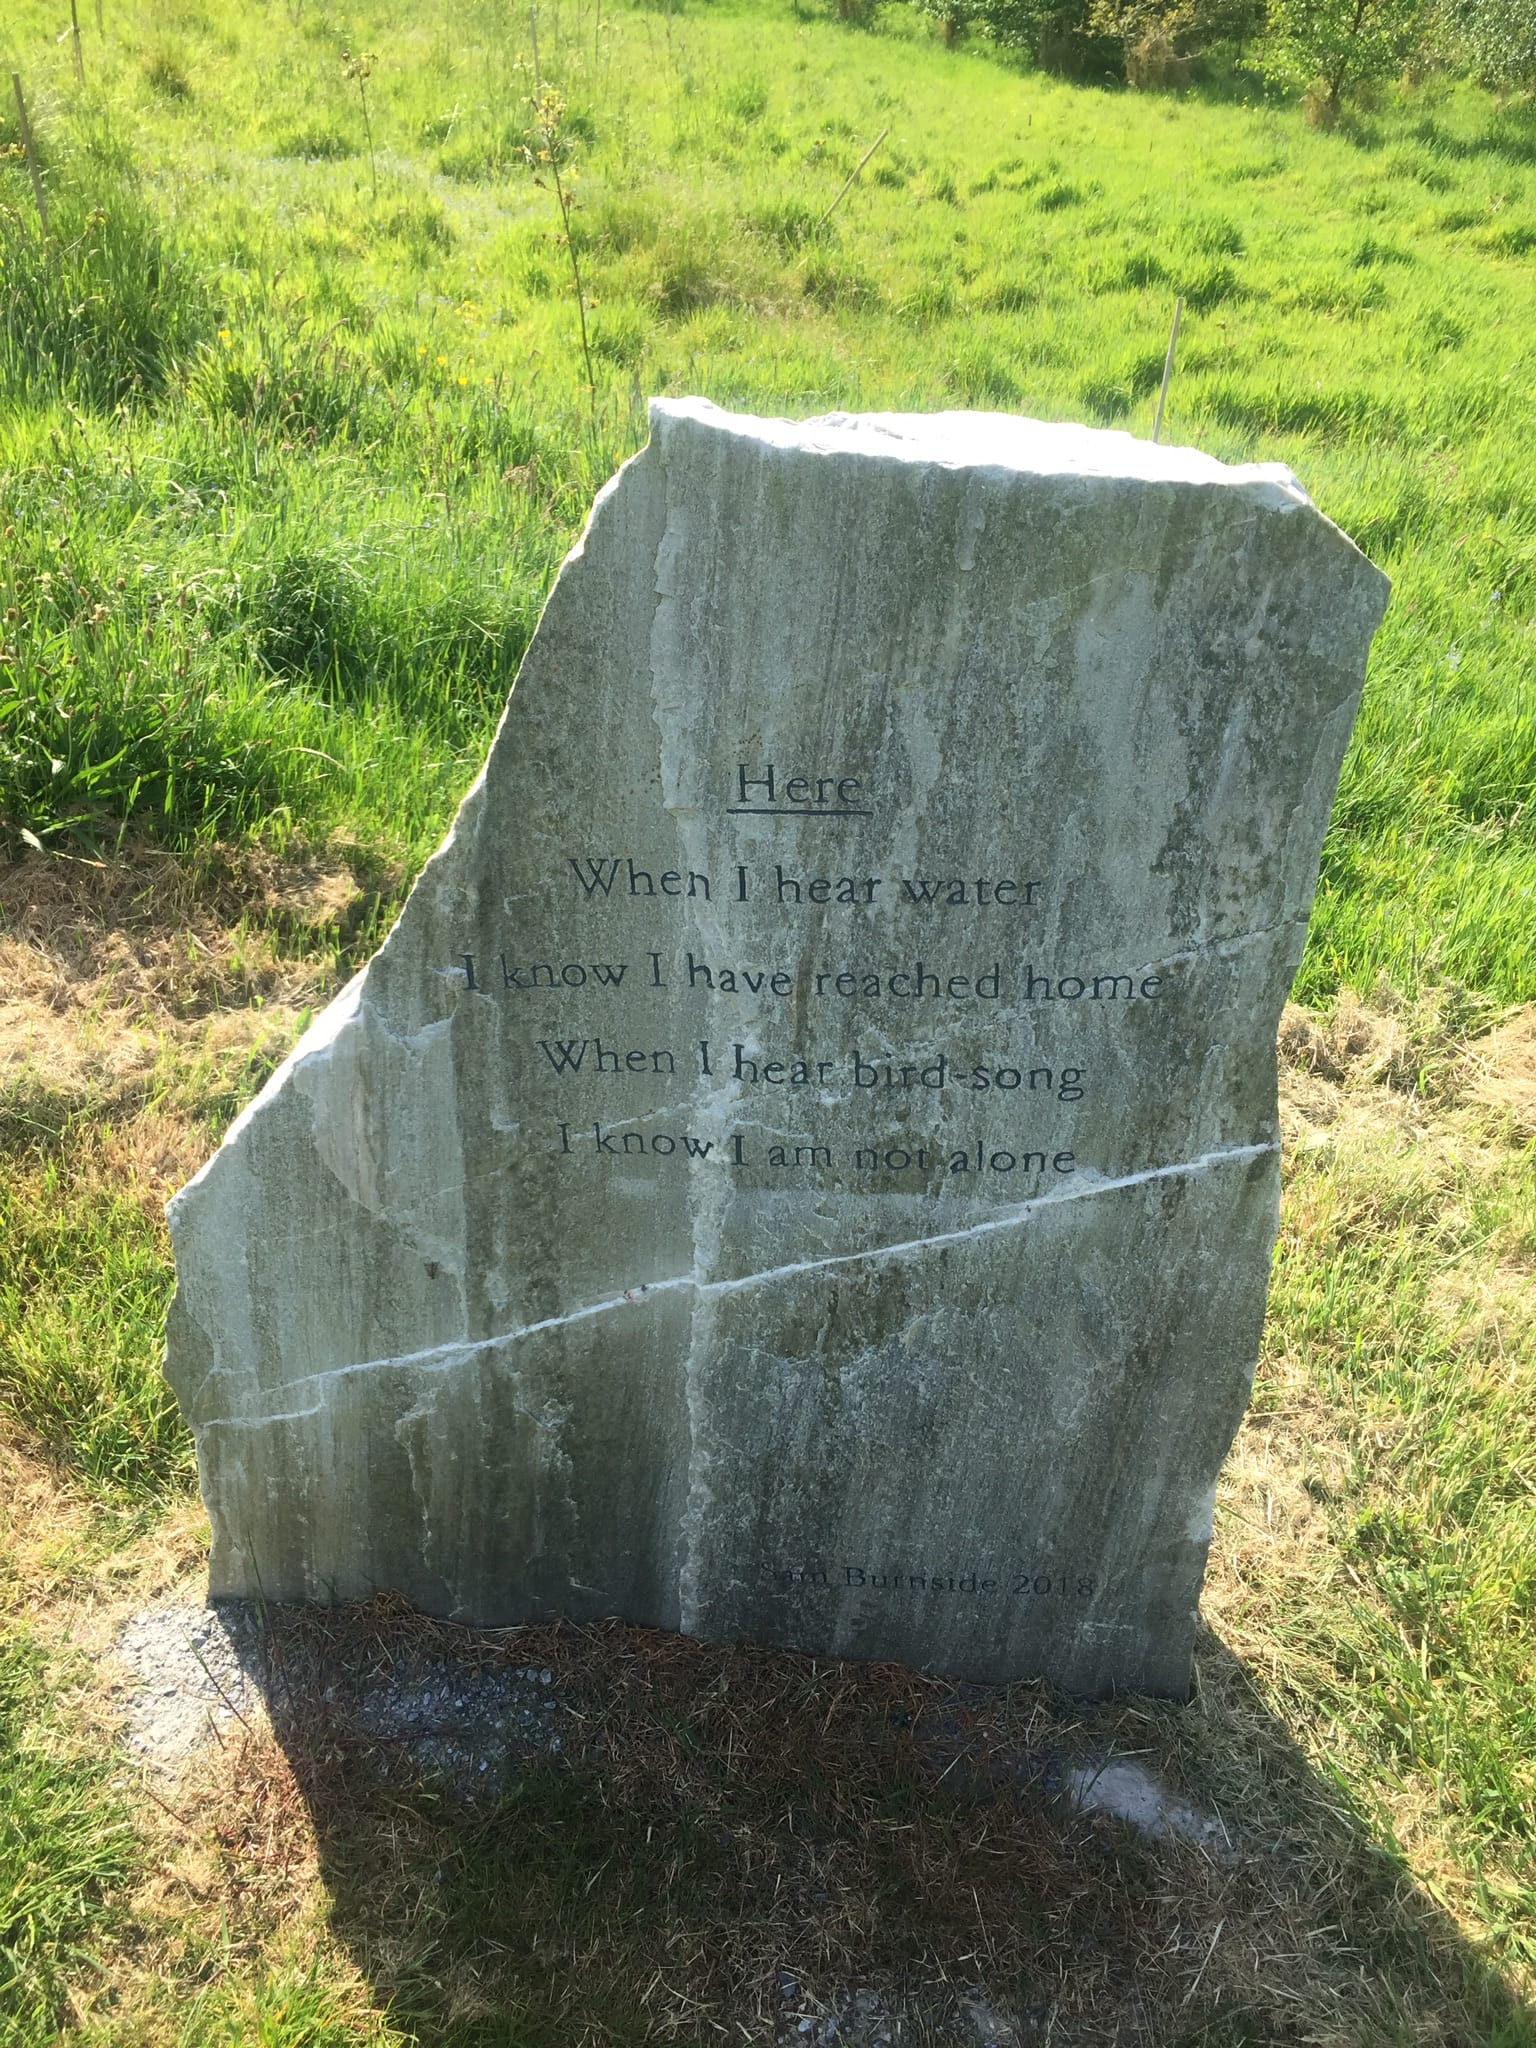 Here
When I hear water
I know I have reached home
When I hear bird-song
I know I am not alone
Sam Burnside 2018